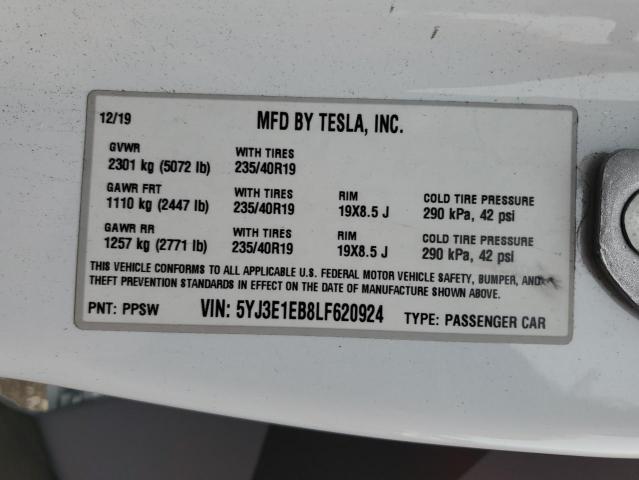 12/19 MFD BY TESLA, INC.
GVWR WITH TIRES
2301 kg (5072 lb) 235/40R19
GAWR FRT WITH TIRES RIM COLD TIRE PRESSURE
1110 kg (2447 lb) 235/40R19 19X8.5 J 290 kPa, 42 psi
GAWR RR WITH TIRES RIM COLD TIRE PRESSURE
1257 kg (2771 lb) 235/40R19 19X8.5 J 290 kPa, 42 psi
THIS VEHICLE CONFORMS TO ALL APPLICABLE U.S. FEDERAL MOTOR VEHICLE SAFETY, BUMPER, AND
THEFT PREVENTION STANDARDS IN EFFECT ON THE DATE OF MANUFACTURE SHOWN ABOVE.
PNT: PPSW VIN: 5YJ3E1EB8LF620924 TYPE: PASSENGER CAR